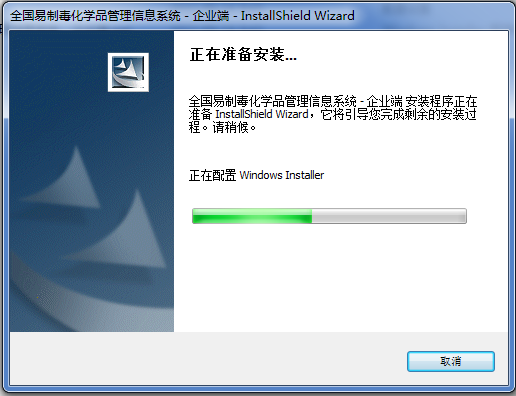 全国易制毒化学品管理信息系统 - 企业端 - InstallShield Wizard
正在准备安装...
全国易制毒化学品管理信息系统 - 企业端 安装程序正在
准备 InstallShield Wizard，它将引导您完成剩余的安装过
程。请稍候。
正在配置 Windows Installer
取消